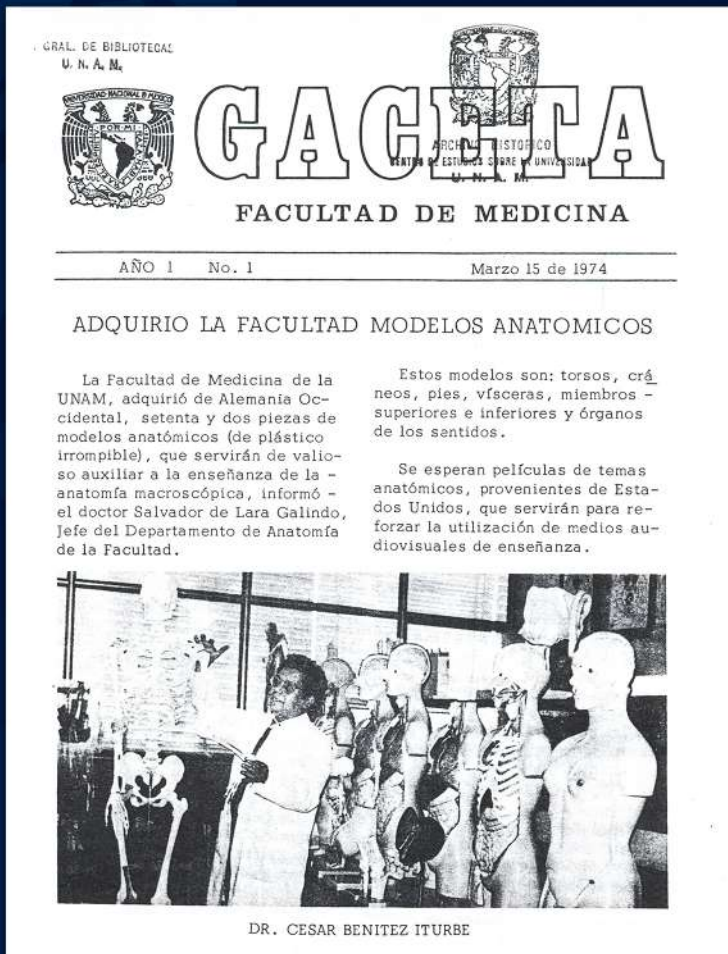 GRAL. DE BIBLIOTECAS
U. N. A. M.
UNIVERSIDAD NACIONAL D MEXICO
POR MI
GACETA
ARCHIVO HISTORICO
CENTRO DE ESTUDIOS SOBRE LA UNIVERSIDAD
U. N. A. M.
FACULTAD DE MEDICINA
AÑO 1 No. 1 Marzo 15 de 1974
ADQUIRIO LA FACULTAD MODELOS ANATOMICOS
La Facultad de Medicina de la
UNAM, adquirió de Alemania Oc-
cidental, setenta y dos piezas de
modelos anatómicos (de plástico
irrompible), que servirán de valio-
so auxiliar a la enseñanza de la -
anatomía macroscópica, informó -
el doctor Salvador de Lara Galindo,
Jefe del Departamento de Anatomía
de la Facultad.
Estos modelos son: torsos, crá
neos, pies, vísceras, miembros -
superiores e inferiores y órganos
de los sentidos.
Se esperan películas de temas
anatómicos, provenientes de Esta-
dos Unidos, que servirán para re-
forzar la utilización de medios au-
diovisuales de enseñanza.
DR. CESAR BENITEZ ITURBE